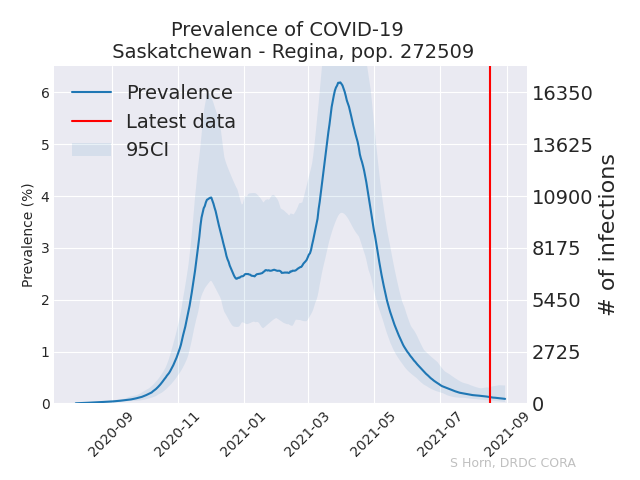 Prevalence of COVID-19
Saskatchewan - Regina, pop. 272509
Prevalence
Latest data
95CI
Prevalence (%)
6
5
4
3
2
1
0
16350
13625
10900
8175
5450
2725
0
# of infections
2020-09
2020-11
2021-01
2021-03
2021-05
2021-07
2021-09
S Horn, DRDC CORA